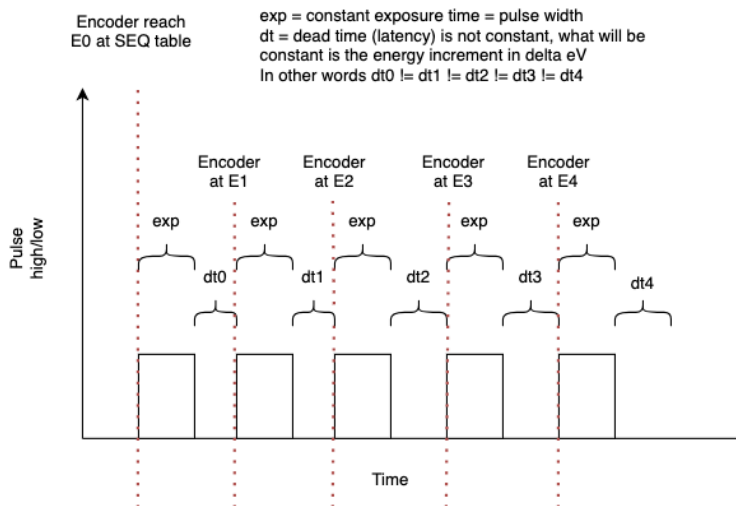 Encoder reach
E0 at SEQ table
exp = constant exposure time = pulse width
dt = dead time (latency) is not constant, what will be
constant is the energy increment in delta eV
In other words dt0 != dt1 != dt2 != dt3 != dt4
Encoder
at E1
Encoder
at E2
Encoder
at E3
Encoder
at E4
exp
exp
exp
exp
exp
dt0
dt1
dt2
dt3
dt4
Pulse
high/low
Time